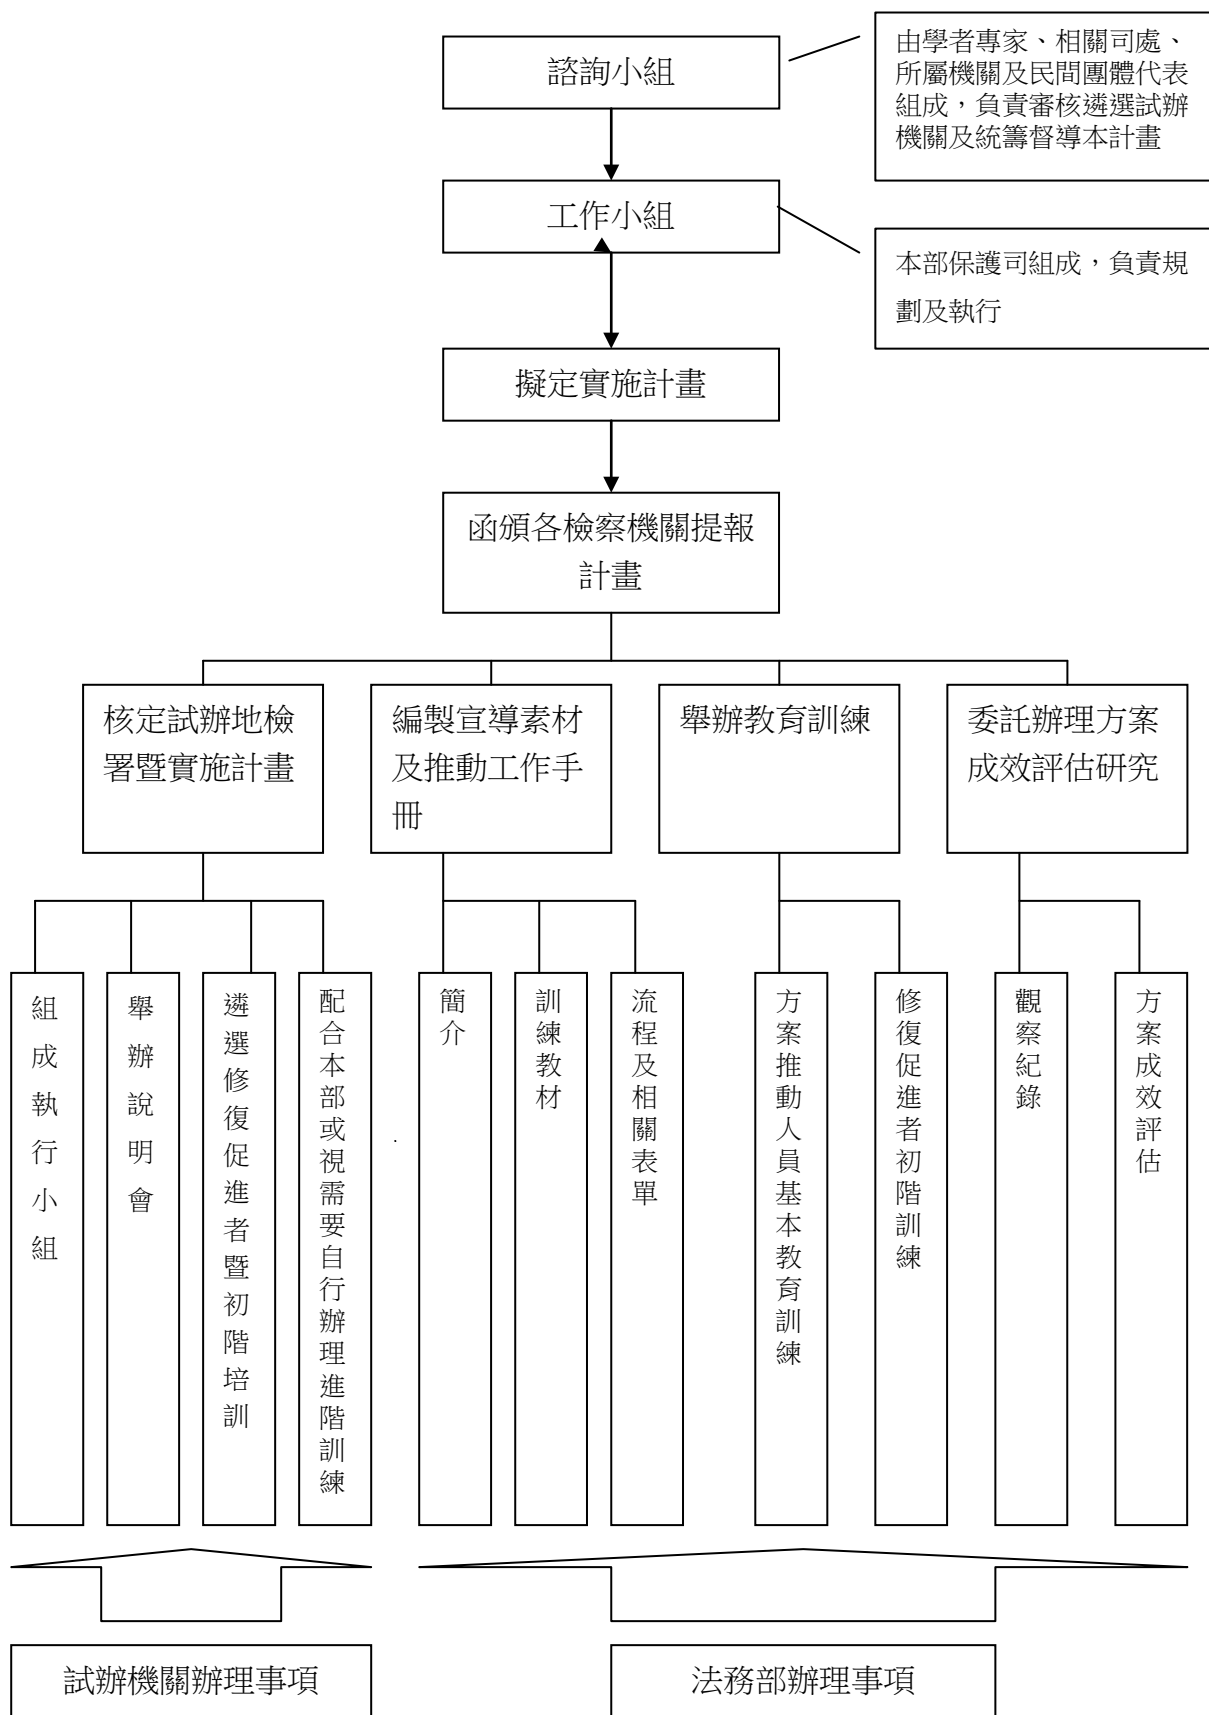 諮詢小組
由學者專家、相關司處、
所屬機關及民間團體代表
組成，負責審核遴選試辦
機關及統籌督導本計畫
工作小組
本部保護司組成，負責規
劃及執行
擬定實施計畫
函頒各檢察機關提報
計畫
核定試辦地檢
署暨實施計畫
編製宣導素材
及推動工作手
冊
舉辦教育訓練
委託辦理方案
成效評估研究
組成執行小組
舉辦說明會
遴選修復促進者暨初階培訓
配合本部或視需要自行辦理進階訓練
簡介
訓練教材
流程及相關表單
方案推動人員基本教育訓練
修復促進者初階訓練
觀察紀錄
方案成效評估
試辦機關辦理事項
法務部辦理事項